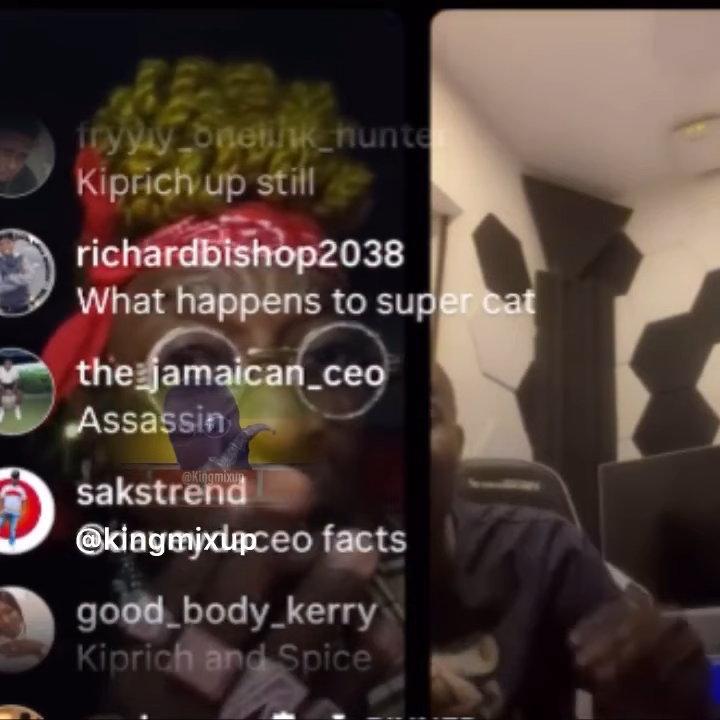 Kiprich up still
richardbishop2038
What happens to super cat
the_jamaican_ceo
Assassin
@Kingmixup
sakstrend
@kingmixup ceo facts
good_body_kerry
Kiprich and Spice